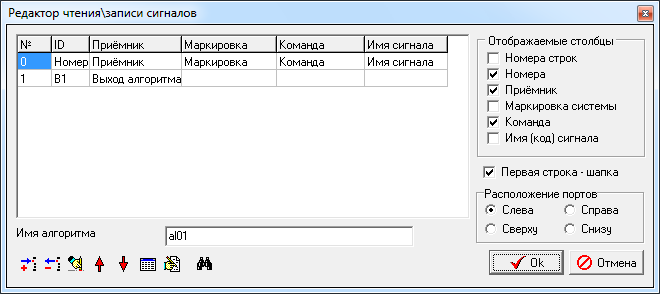 Редактор чтения\записи сигналов
№ ID Приёмник Маркировка Команда Имя сигнала
0 Номер Приёмник Маркировка Команда Имя сигнала
1 B1 Выход алгоритма
Имя алгоритма al01
Отображаемые столбцы
Номера строк
Номера
Приёмник
Маркировка системы
Команда
Имя (код) сигнала
Первая строка - шапка
Расположение портов
Слева Справа
Сверху Снизу
Ok Отмена